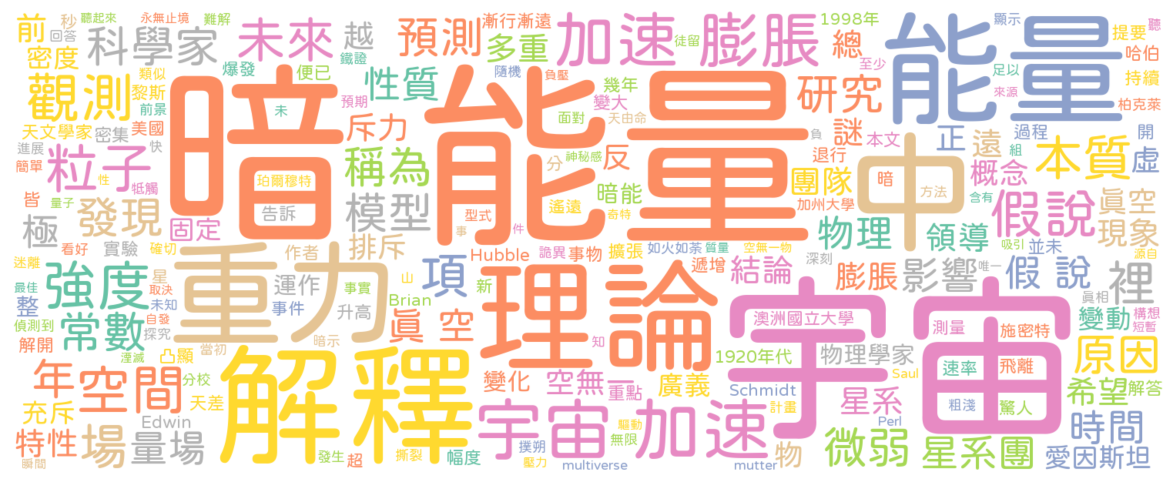 暗
能量
能量
宇宙
理論
解釋
重力
中
加速
膨脹
科學家
未來
預測
觀測
粒子
發現
強度
常數
空間
年
場
量場
極
宇宙
加速
項
眞
空
假說
假
說
本質
原因
微弱
星系團
星系
時間
愛因斯坦
希望
裡
影響
領導
物理
研究
性質
稱為
模型
斥力
排斥
越
多重
漸行漸遠
總
謎
反
團隊
正
遠
虛
概念
眞空
現象
結論
膨脹
變動
廣義
空無一
物
物理學家
特性
充斥
前
密度
秒
聽起來
回答
永無止境
難解
鐵證
爆發
便已
類似
黎斯
前景
天文學家
密集
美國
預期
未
進展
快
簡單
性
牴觸
皆
量子
固定
珀爾穆特
告訴
隨機
負壓
徒留
幾年
變大
面對
天由命
神秘感
分
暗能
遙遠
型式
事
件
奇特
詭異
事物
擴張
Hubble
新
Brian
1998年
至少
顯示
足以
來源
提要
聽
哈伯
持續
柏克萊
開
過程
組
本文
負
退行
暗
方法
含有
加州大學
吸引
並未
源自
如火如荼
質量
空無一物
遞增
深刻
唯一
眞相
構想
短暫
施密特
測量
澳洲國立大學
1920年代
Schmidt
Saul
Perl
mutter
multiverse
速率
飛離
粗淺
驚人
解答
計畫
驅動
無限
重點
壓力
撲朔
幅度
變化
知
看好
實驗
確切
作者
運作
迷離
星
最佳
取決
未知
整
自發
偵測到
探究
解開
湮滅
當初
事件
升高
事實
山
暗示
凸顯
分校
天差
Edwin
瞬間
發生
超
撕裂